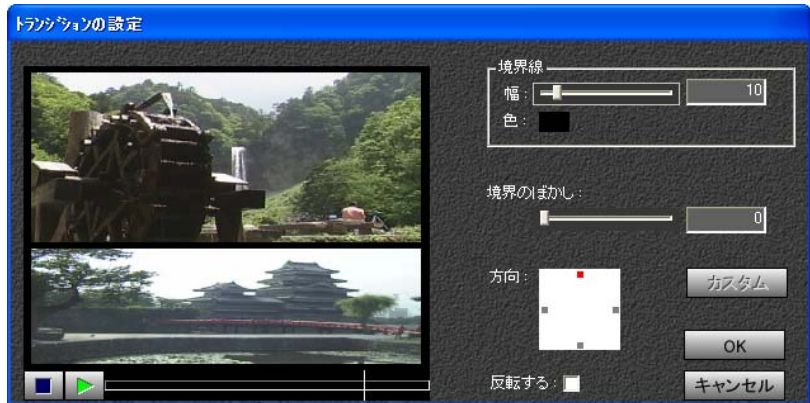 トランジションの設定
境界線
幅： 10
色：
境界のぼかし：
0
方向：
カスタム
OK
反転する：
キャンセル